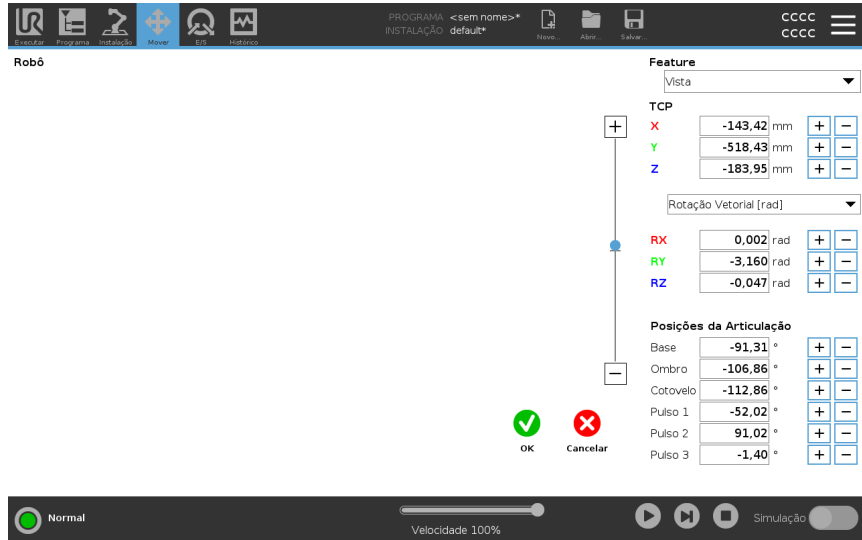 UR
Executar Programa Instalação Mover E/S Histórico
PROGRAMA <sem nome>*
INSTALAÇÃO default*
Novo... Abrir... Salvar...
CCCC
CCCC
Robô
Feature
Vista
TCP
X -143,42 mm + −
Y -518,43 mm + −
Z -183,95 mm + −
Rotação Vetorial [rad]
RX 0,002 rad + −
RY -3,160 rad + −
RZ -0,047 rad + −
Posições da Articulação
Base -91,31 ° + −
Ombro -106,86 ° + −
Cotovelo -112,86 ° + −
Pulso 1 -52,02 ° + −
Pulso 2 91,02 ° + −
Pulso 3 -1,40 ° + −
OK Cancelar
Normal
Velocidade 100%
Simulação